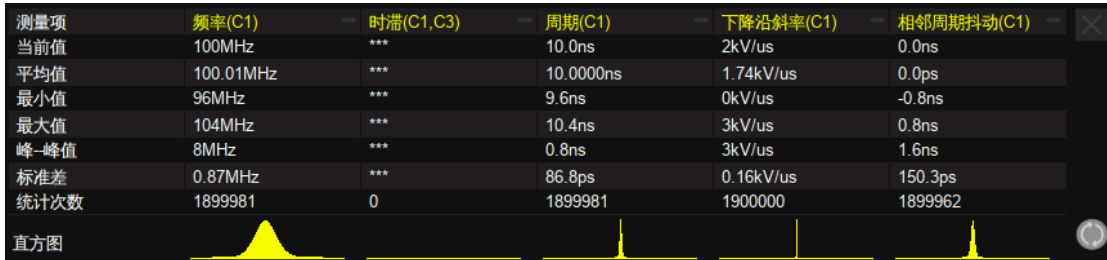 测量项 频率(C1) 时滞(C1,C3) 周期(C1) 下降沿斜率(C1) 相邻周期抖动(C1)
当前值 100MHz *** 10.0ns 2kV/us 0.0ns
平均值 100.01MHz *** 10.0000ns 1.74kV/us 0.0ps
最小值 96MHz *** 9.6ns 0kV/us -0.8ns
最大值 104MHz *** 10.4ns 3kV/us 0.8ns
峰--峰值 8MHz *** 0.8ns 3kV/us 1.6ns
标准差 0.87MHz *** 86.8ps 0.16kV/us 150.3ps
统计次数 1899981 0 1899981 1900000 1899962
直方图